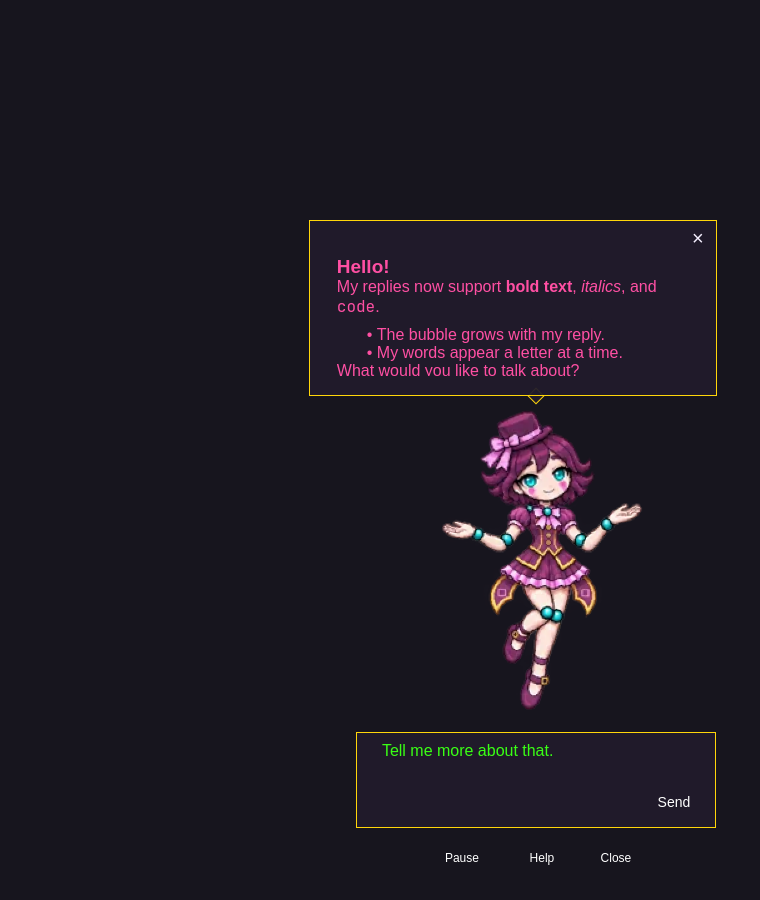 ×
Hello!
My replies now support bold text, italics, and
code.
• The bubble grows with my reply.
• My words appear a letter at a time.
What would you like to talk about?
Tell me more about that.
Send
Pause Help Close